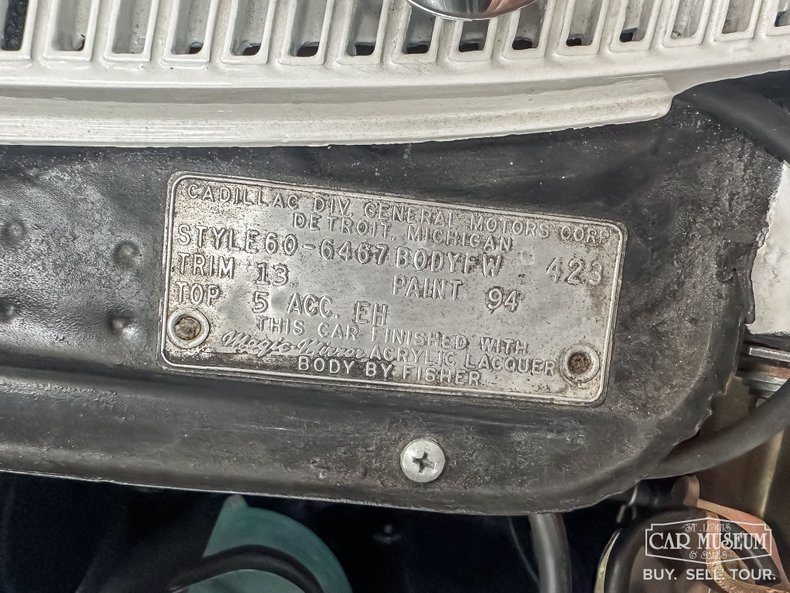 CADILLAC DIV. GENERAL MOTORS CORP
DETROIT, MICHIGAN
STYLE 60-6467 BODY FW 423
TRIM 13 PAINT 94
TOP 5 ACC. EH
THIS CAR FINISHED WITH
Magic-Mirror ACRYLIC LACQUER
BODY BY FISHER
ST. LOUIS
CAR MUSEUM
& SALES
BUY. SELL. TOUR.